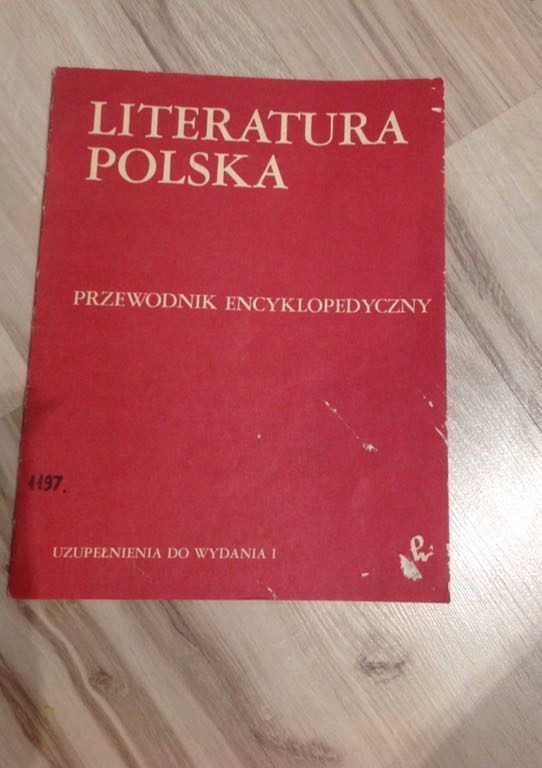 LITERATURA
POLSKA
PRZEWODNIK ENCYKLOPEDYCZNY
1197.
UZUPEŁNIENIA DO WYDANIA I